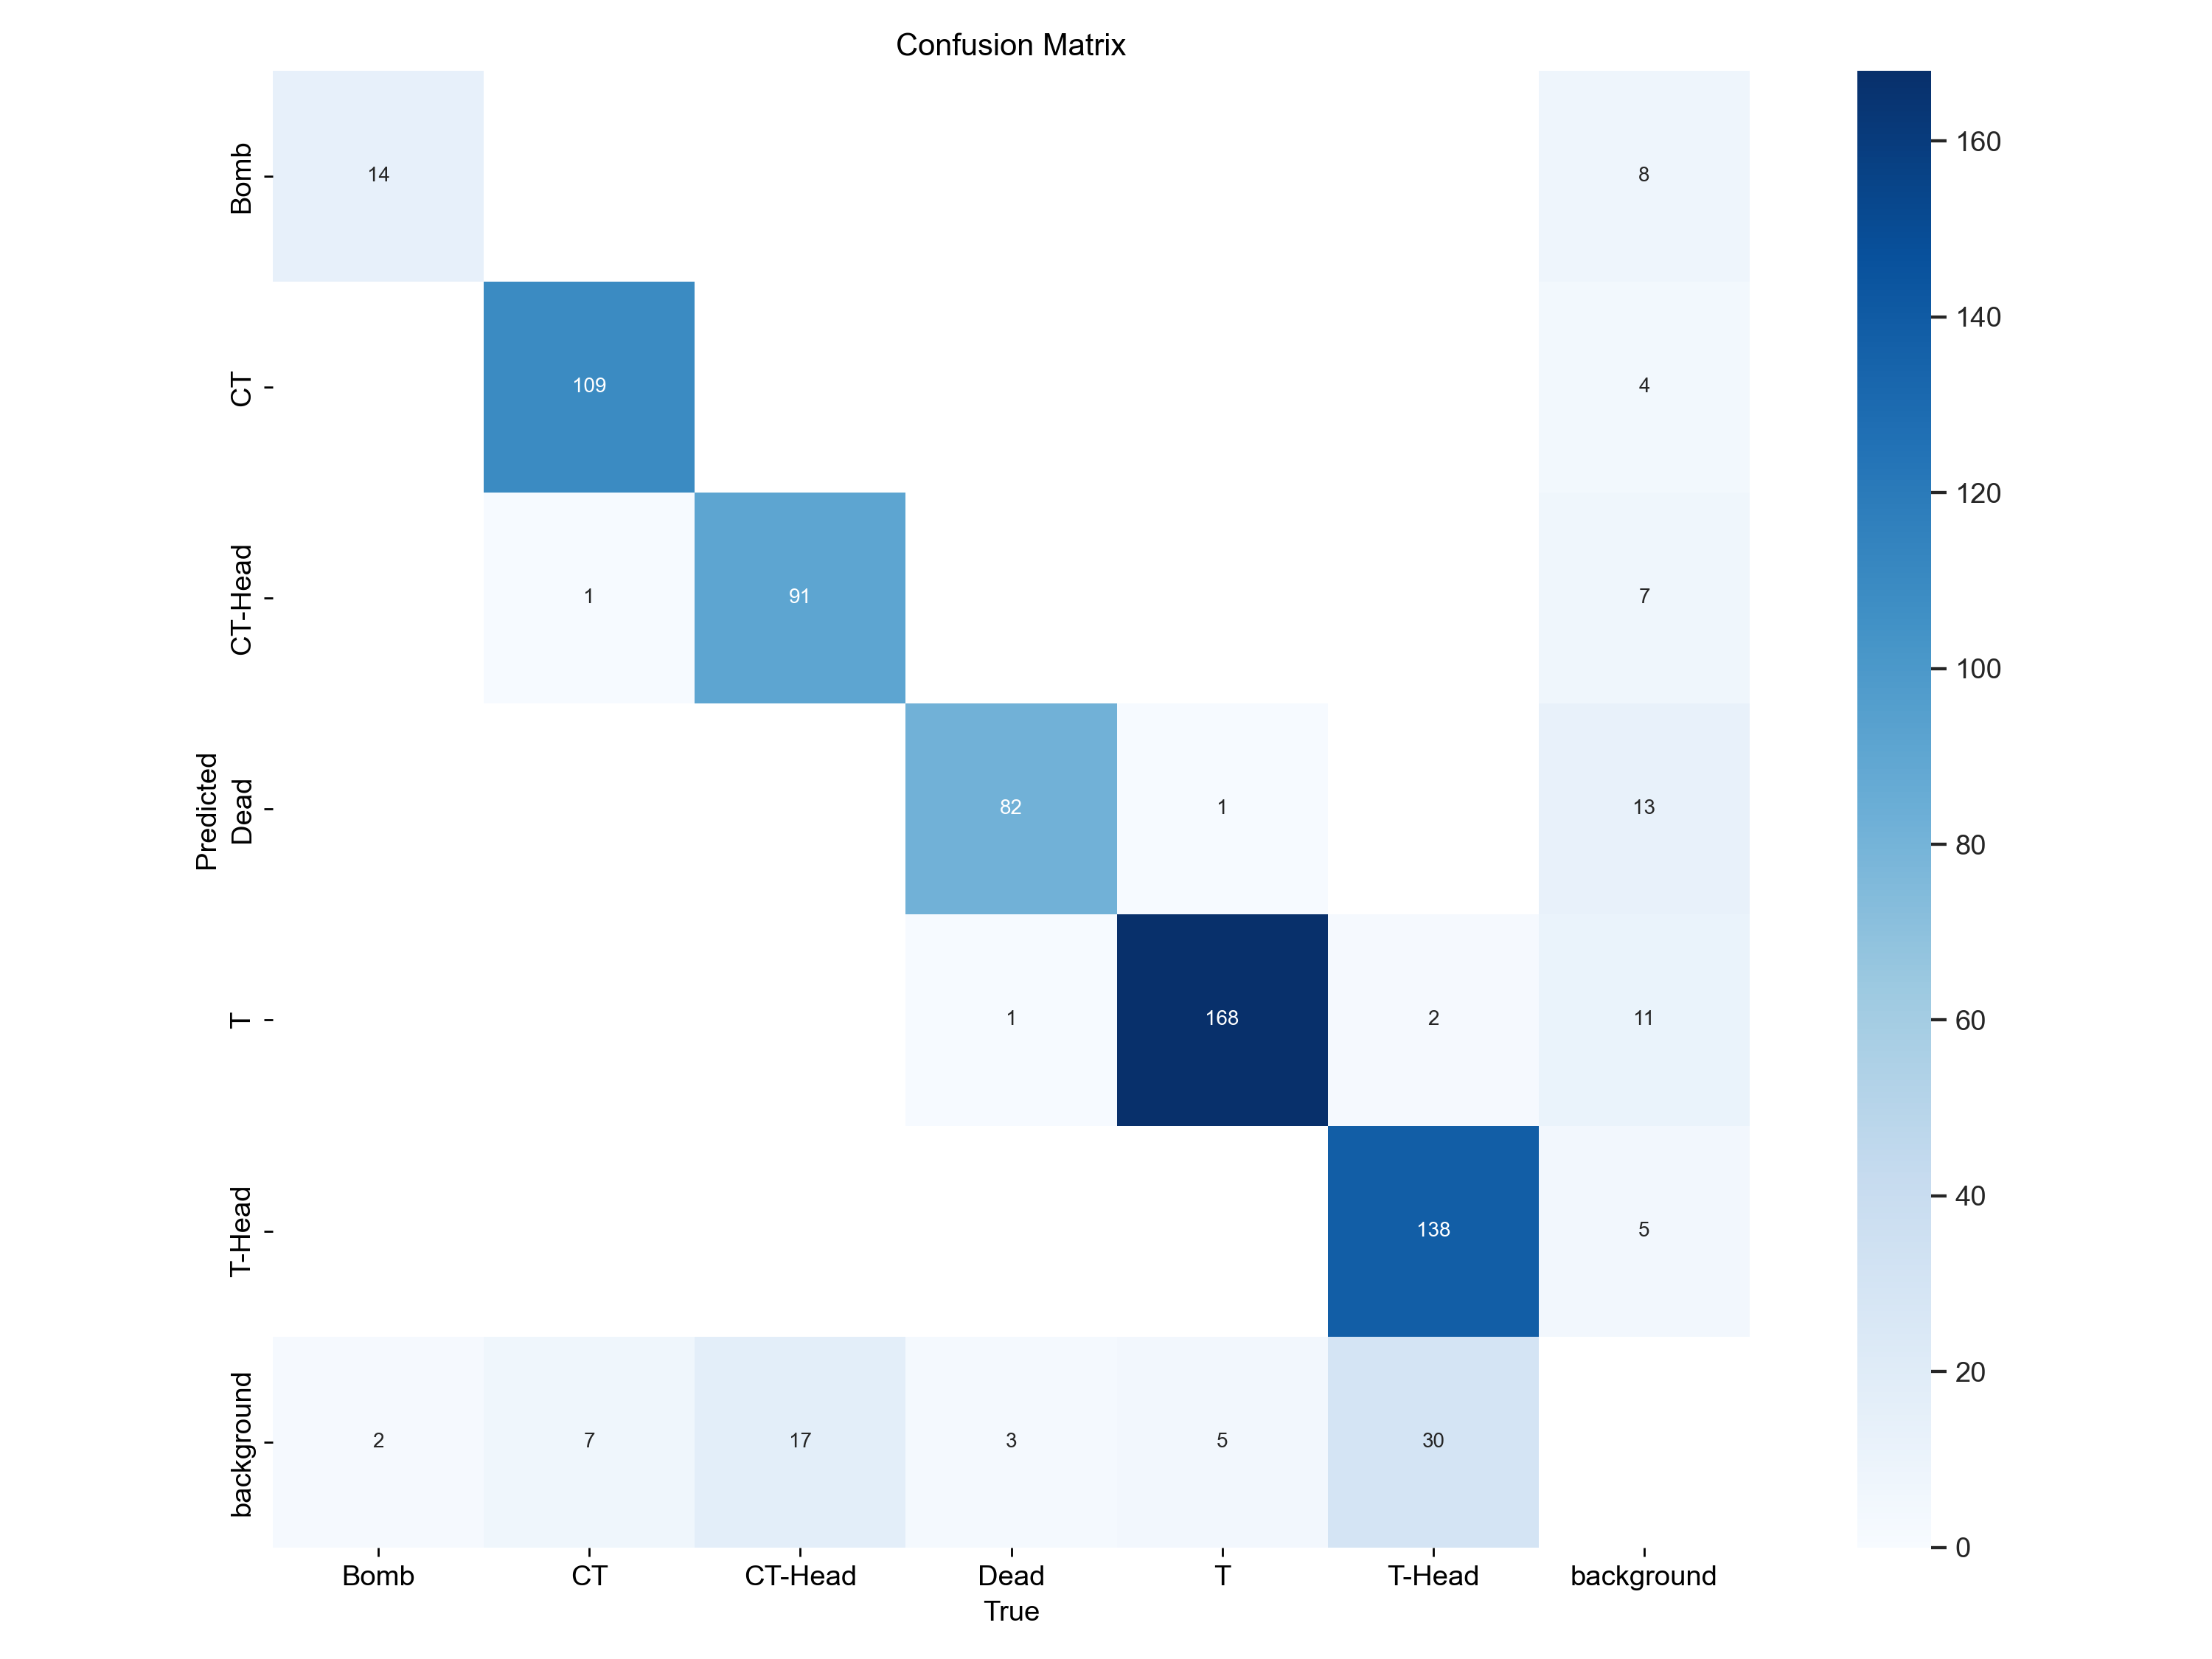 Confusion Matrix
Predicted
Bomb
14
8
CT
109
4
CT-Head
1
91
7
Dead
82
1
13
T
1
168
2
11
T-Head
138
5
background
2
7
17
3
5
30
Bomb
CT
CT-Head
Dead
T
T-Head
background
True
160
140
120
100
80
60
40
20
0